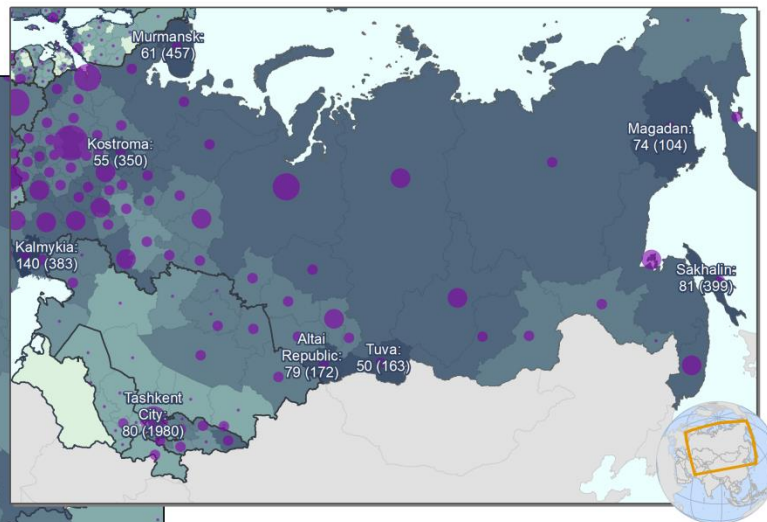 Murmansk:
61 (457)
Kostroma:
55 (350)
Magadan:
74 (104)
Kalmykia:
140 (383)
Sakhalin:
81 (399)
Altai
Republic:
79 (172)
Tuva:
50 (163)
Tashkent
City:
80 (1980)